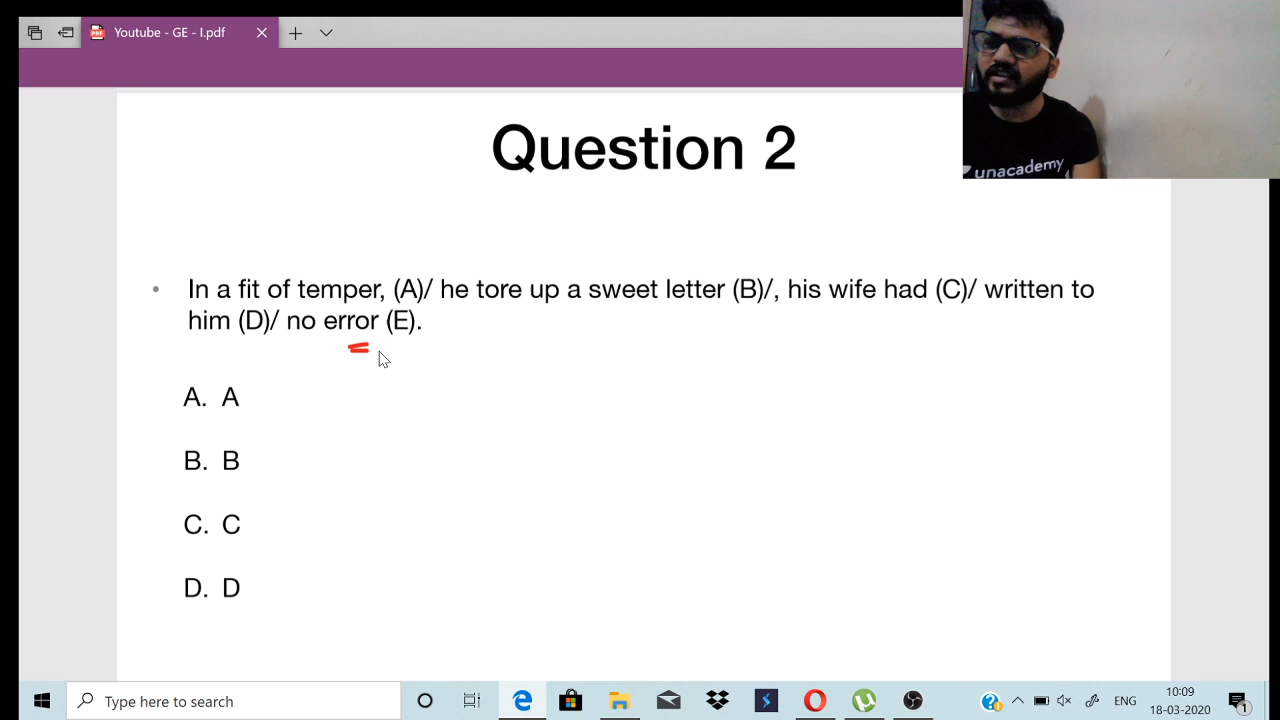 Youtube - GE - I.pdf
unacademy
Question 2
• In a fit of temper, (A)/ he tore up a sweet letter (B)/, his wife had (C)/ written to
him (D)/ no error (E).
A. A
B. B
C. C
D. D
Type here to search
ENG
10:09
18-03-2020
1